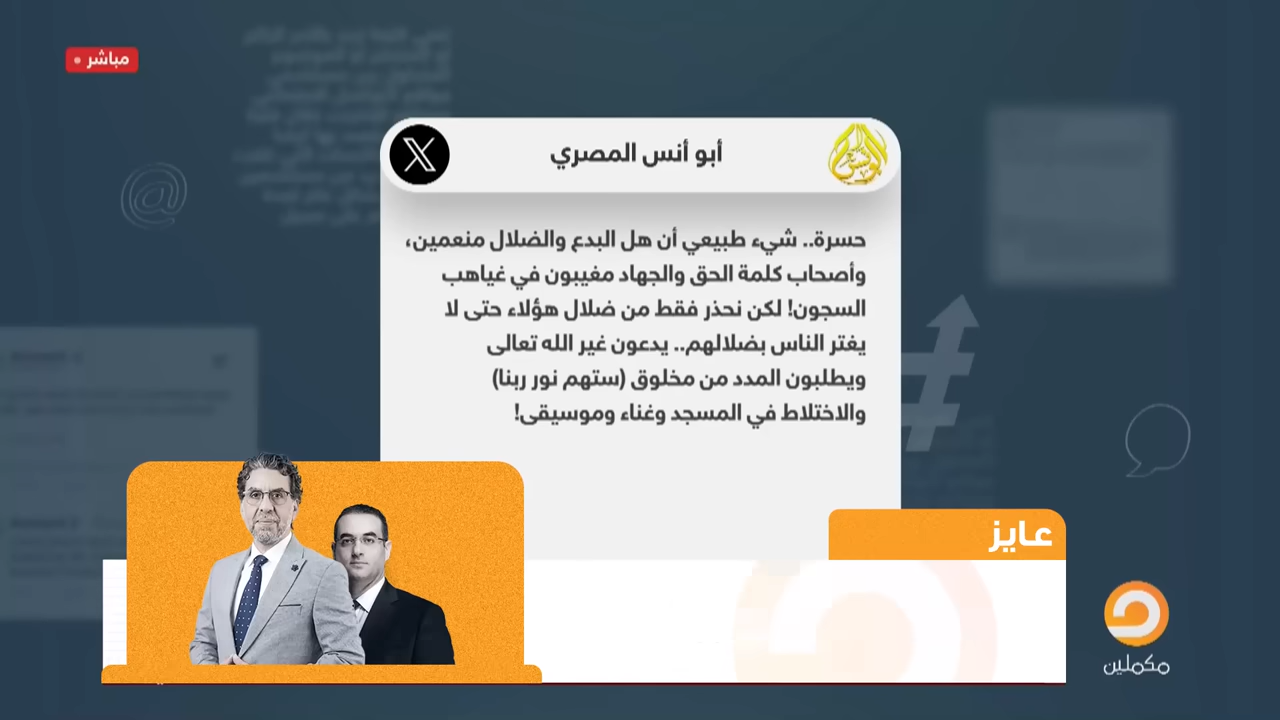 مباشر
أبو أنس المصري
حسرة.. شيء طبيعي أن هل البدع والضلال منعمين،
وأصحاب كلمة الحق والجهاد مغيبون في غياهب
السجون! لكن نحذر فقط من ضلال هؤلاء حتى لا
يغتر الناس بضلالهم.. يدعون غير الله تعالى
ويطلبون المدد من مخلوق (ستهم نور ربنا)
والاختلاط في المسجد وغناء وموسيقى!
عايز
مكملين